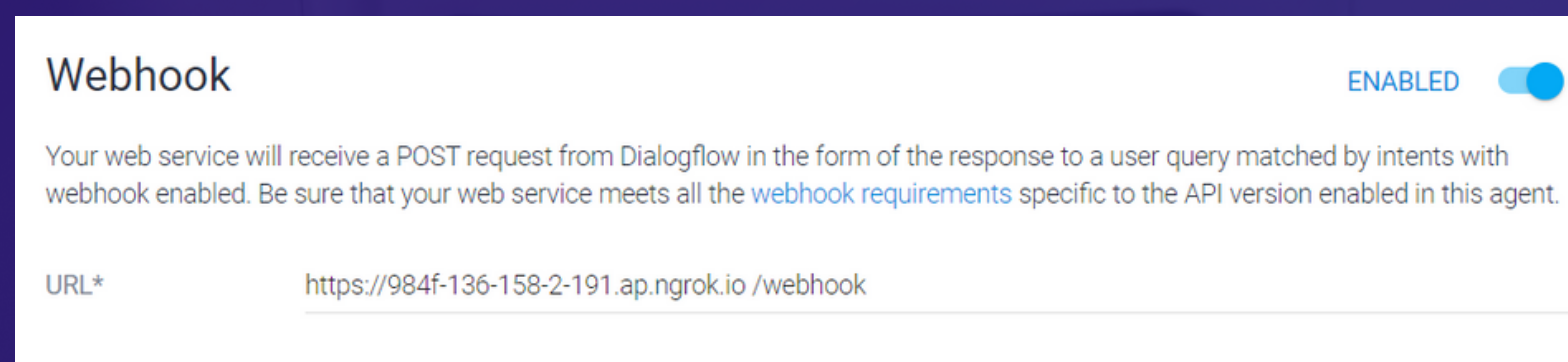 Webhook
ENABLED
Your web service will receive a POST request from Dialogflow in the form of the response to a user query matched by intents with
webhook enabled. Be sure that your web service meets all the webhook requirements specific to the API version enabled in this agent.
URL* https://984f-136-158-2-191.ap.ngrok.io /webhook